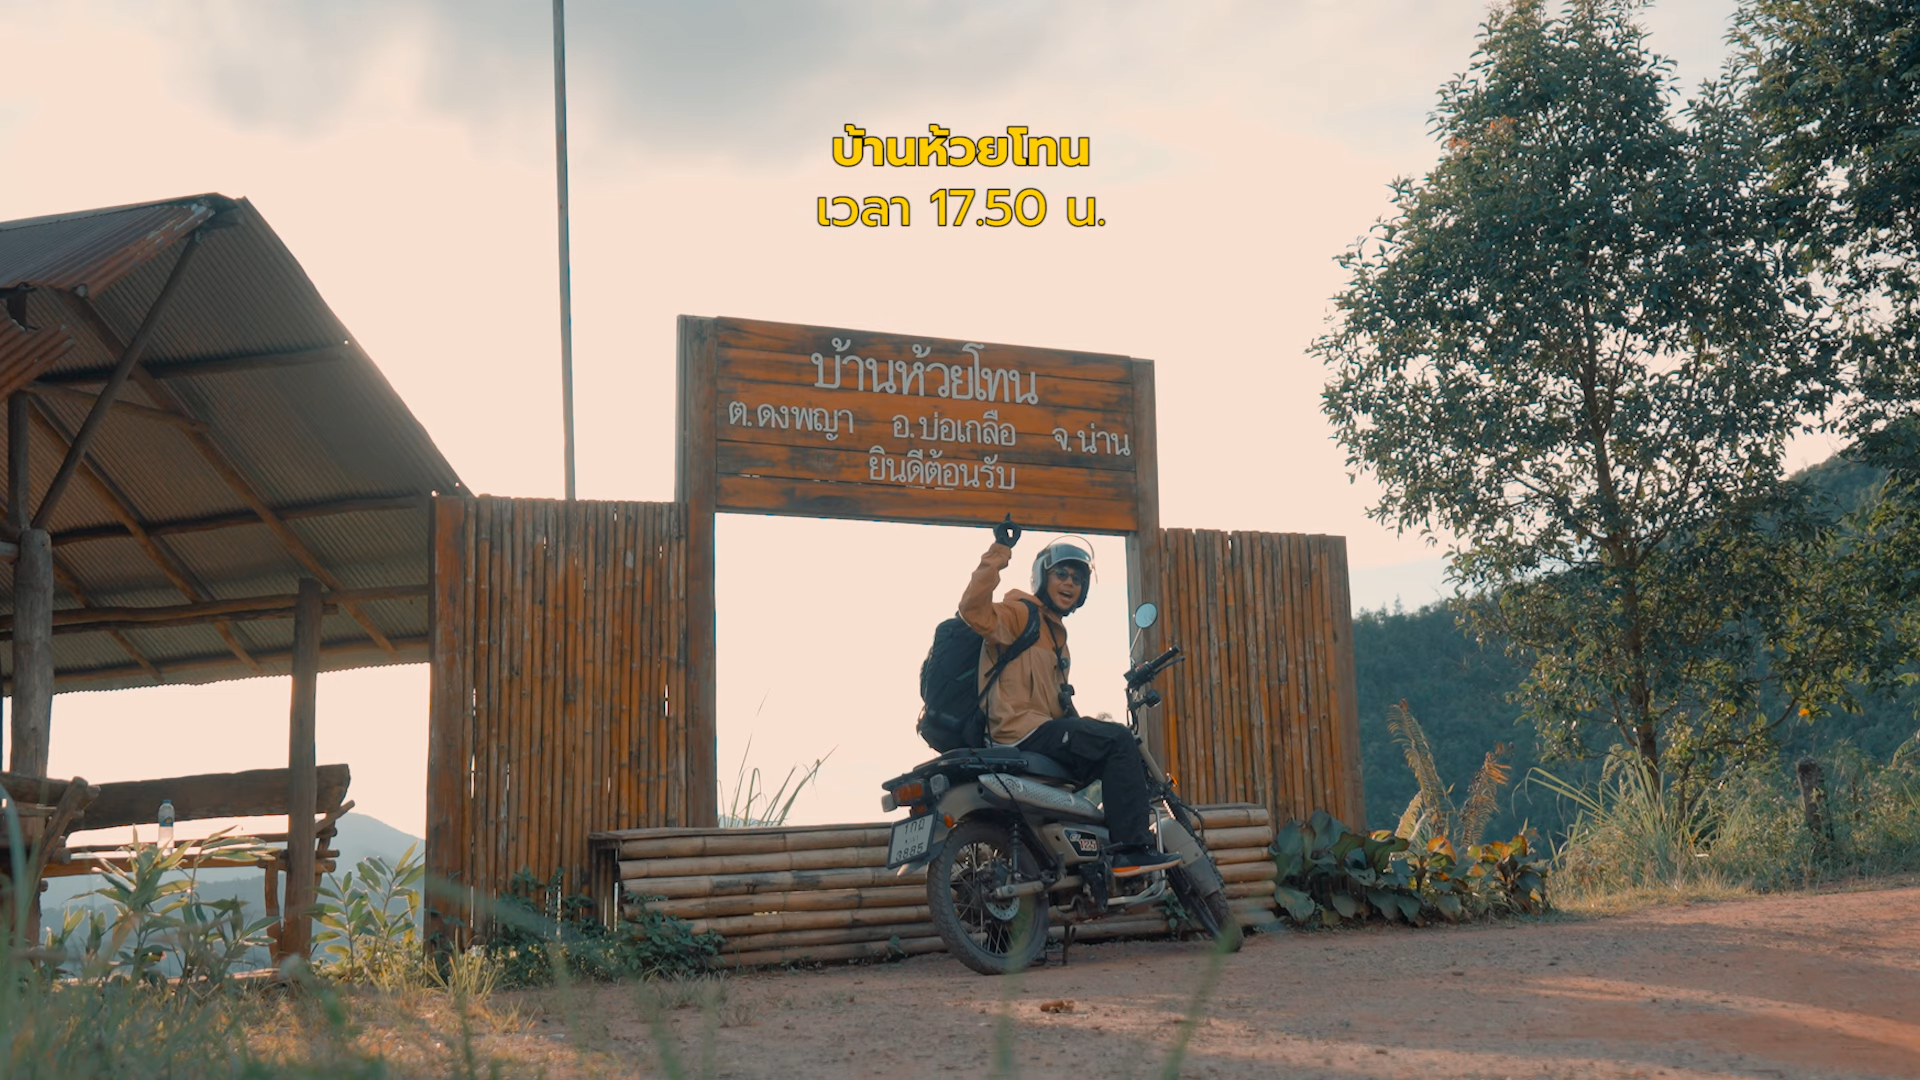 บ้านห้วยโทน
เวลา 17.50 น.
บ้านห้วยโทน
ต.ดงพญา อ.บ่อเกลือ จ.น่าน
ยินดีต้อนรับ
3885